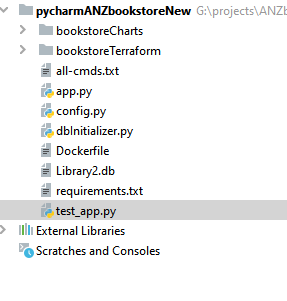 pycharmANZbookstoreNew G:\projects\ANZb
bookstoreCharts
bookstoreTerraform
all-cmds.txt
app.py
config.py
dbInitializer.py
Dockerfile
Library2.db
requirements.txt
test_app.py
External Libraries
Scratches and Consoles